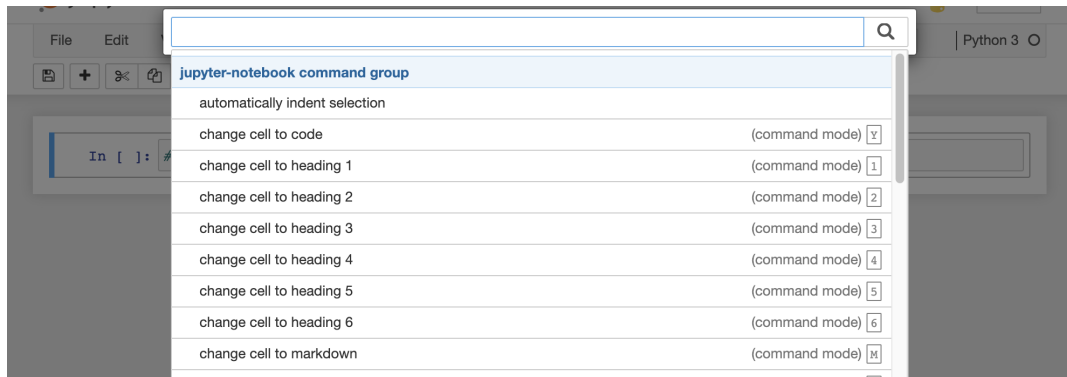 File Edit
Python 3
jupyter-notebook command group
automatically indent selection
change cell to code (command mode) Y
In [ ]: #
change cell to heading 1 (command mode) 1
change cell to heading 2 (command mode) 2
change cell to heading 3 (command mode) 3
change cell to heading 4 (command mode) 4
change cell to heading 5 (command mode) 5
change cell to heading 6 (command mode) 6
change cell to markdown (command mode) M